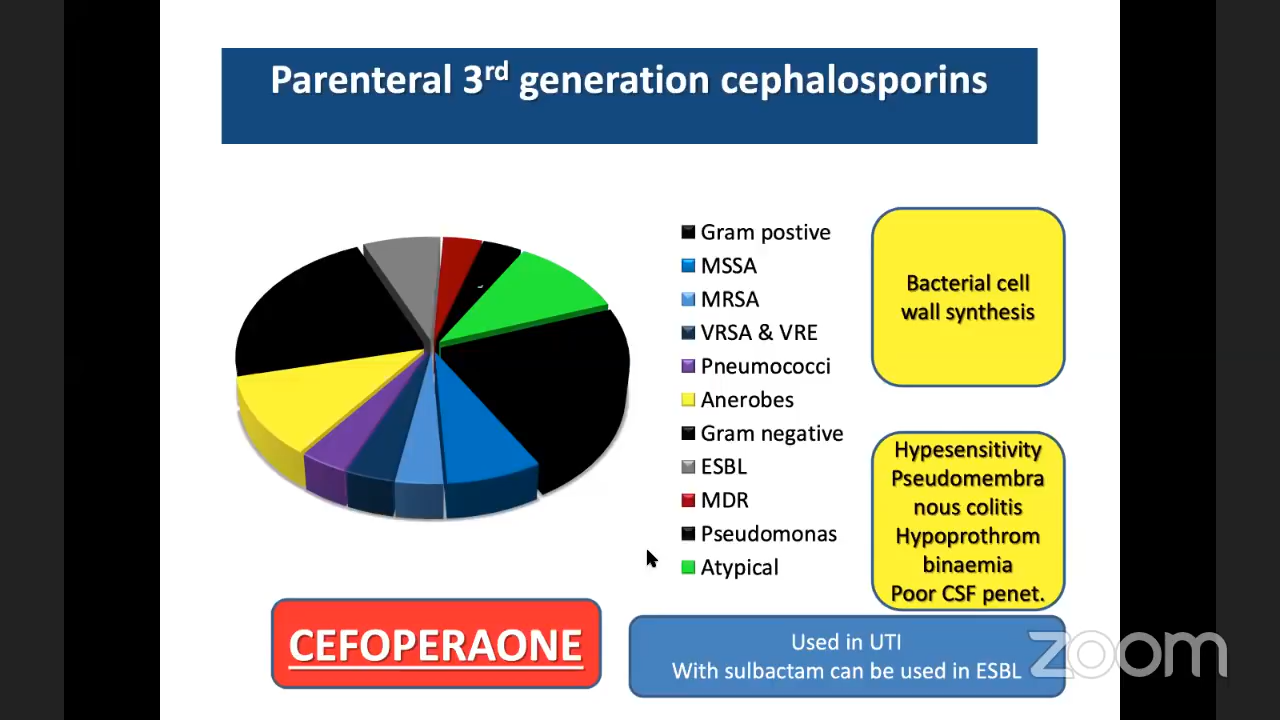 Parenteral 3rd generation cephalosporins
Gram postive
MSSA
MRSA
VRSA & VRE
Pneumococci
Anerobes
Gram negative
ESBL
MDR
Pseudomonas
Atypical
Bacterial cell
wall synthesis
Hypesensitivity
Pseudomembra
nous colitis
Hypoprothrom
binaemia
Poor CSF penet.
CEFOPERAONE
Used in UTI
With sulbactam can be used in ESBL
zoom